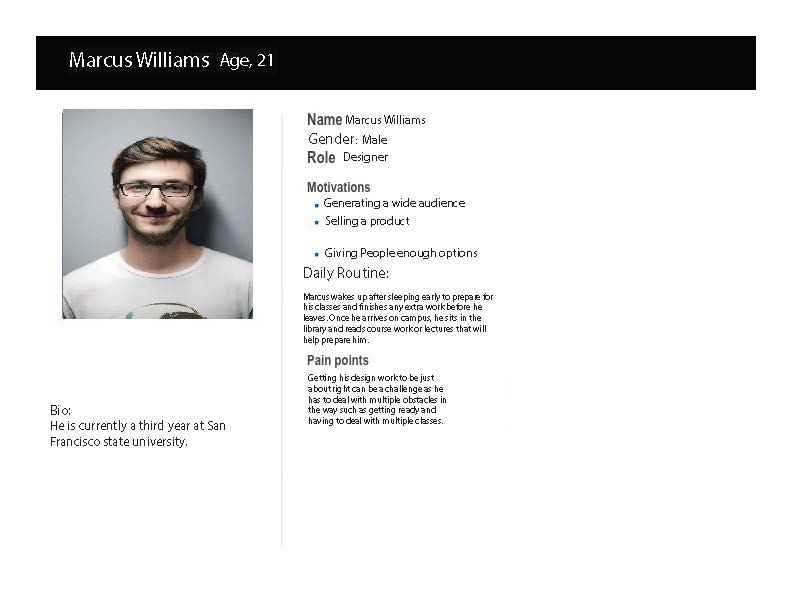 Marcus Williams Age, 21
Name Marcus Williams
Gender: Male
Role Designer
Motivations
Generating a wide audience
Selling a product
Giving People enough options
Daily Routine:
Marcus wakes up after sleeping early to prepare for
his classes and finishes any extra work before he
leaves. Once he arrives on campus, he sits in the
library and reads course work or lectures that will
help prepare him.
Pain points
Getting his design work to be just
about right can be a challenge as he
has to deal with multiple obstacles in
the way such as getting ready and
having to deal with multiple classes.
Bio:
He is currently a third year at San
Francisco state university.